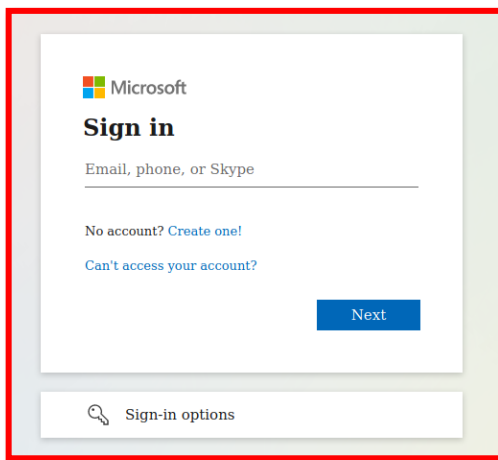 Microsoft
Sign in
Email, phone, or Skype
No account? Create one!
Can't access your account?
Next
Sign-in options